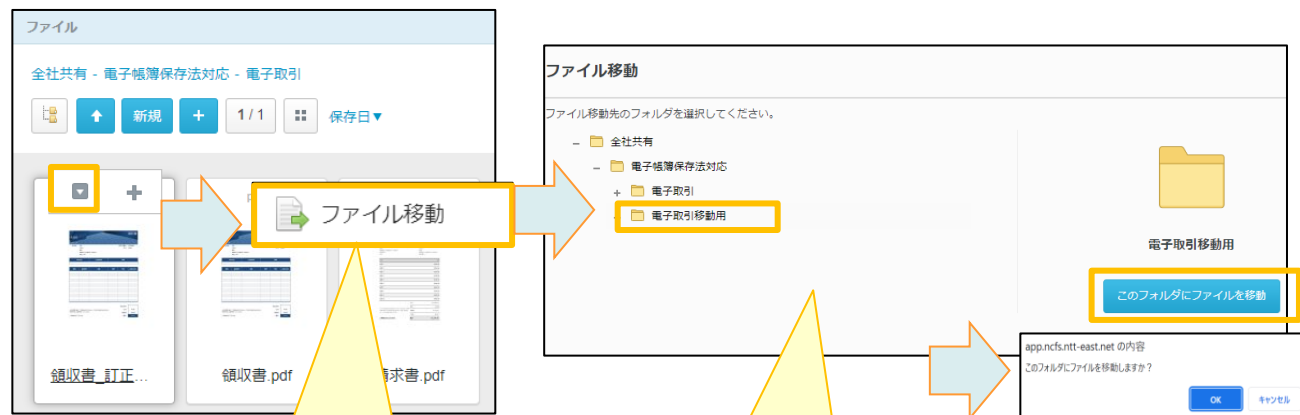 ファイル
全社共有 - 電子帳簿保存法対応 - 電子取引
新規
+
1 / 1
保存日▼
ファイル移動
領収書_訂正...
領収書.pdf
求書.pdf
ファイル移動
ファイル移動先のフォルダを選択してください。
全社共有
電子帳簿保存法対応
電子取引
電子取引移動用
電子取引移動用
このフォルダにファイルを移動
app.ncfs.ntt-east.net の内容
このフォルダにファイルを移動しますか？
OK
キャンセル